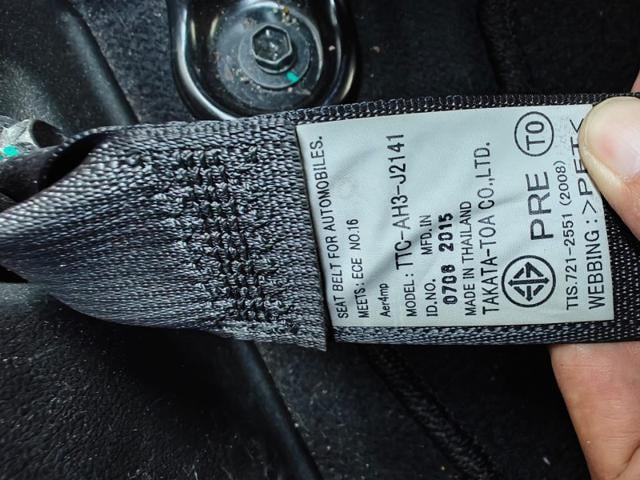 SEAT BELT FOR AUTOMOBILES.
MEETS: ECE NO.16
Aer4mp
MODEL: TTC-AH3-J2141
ID.NO. MFD.IN
0706 2015
MADE IN THAILAND
TAKATA-TOA CO.,LTD.
PRE TO
TIS.721-2551 (2008)
WEBBING :>PET